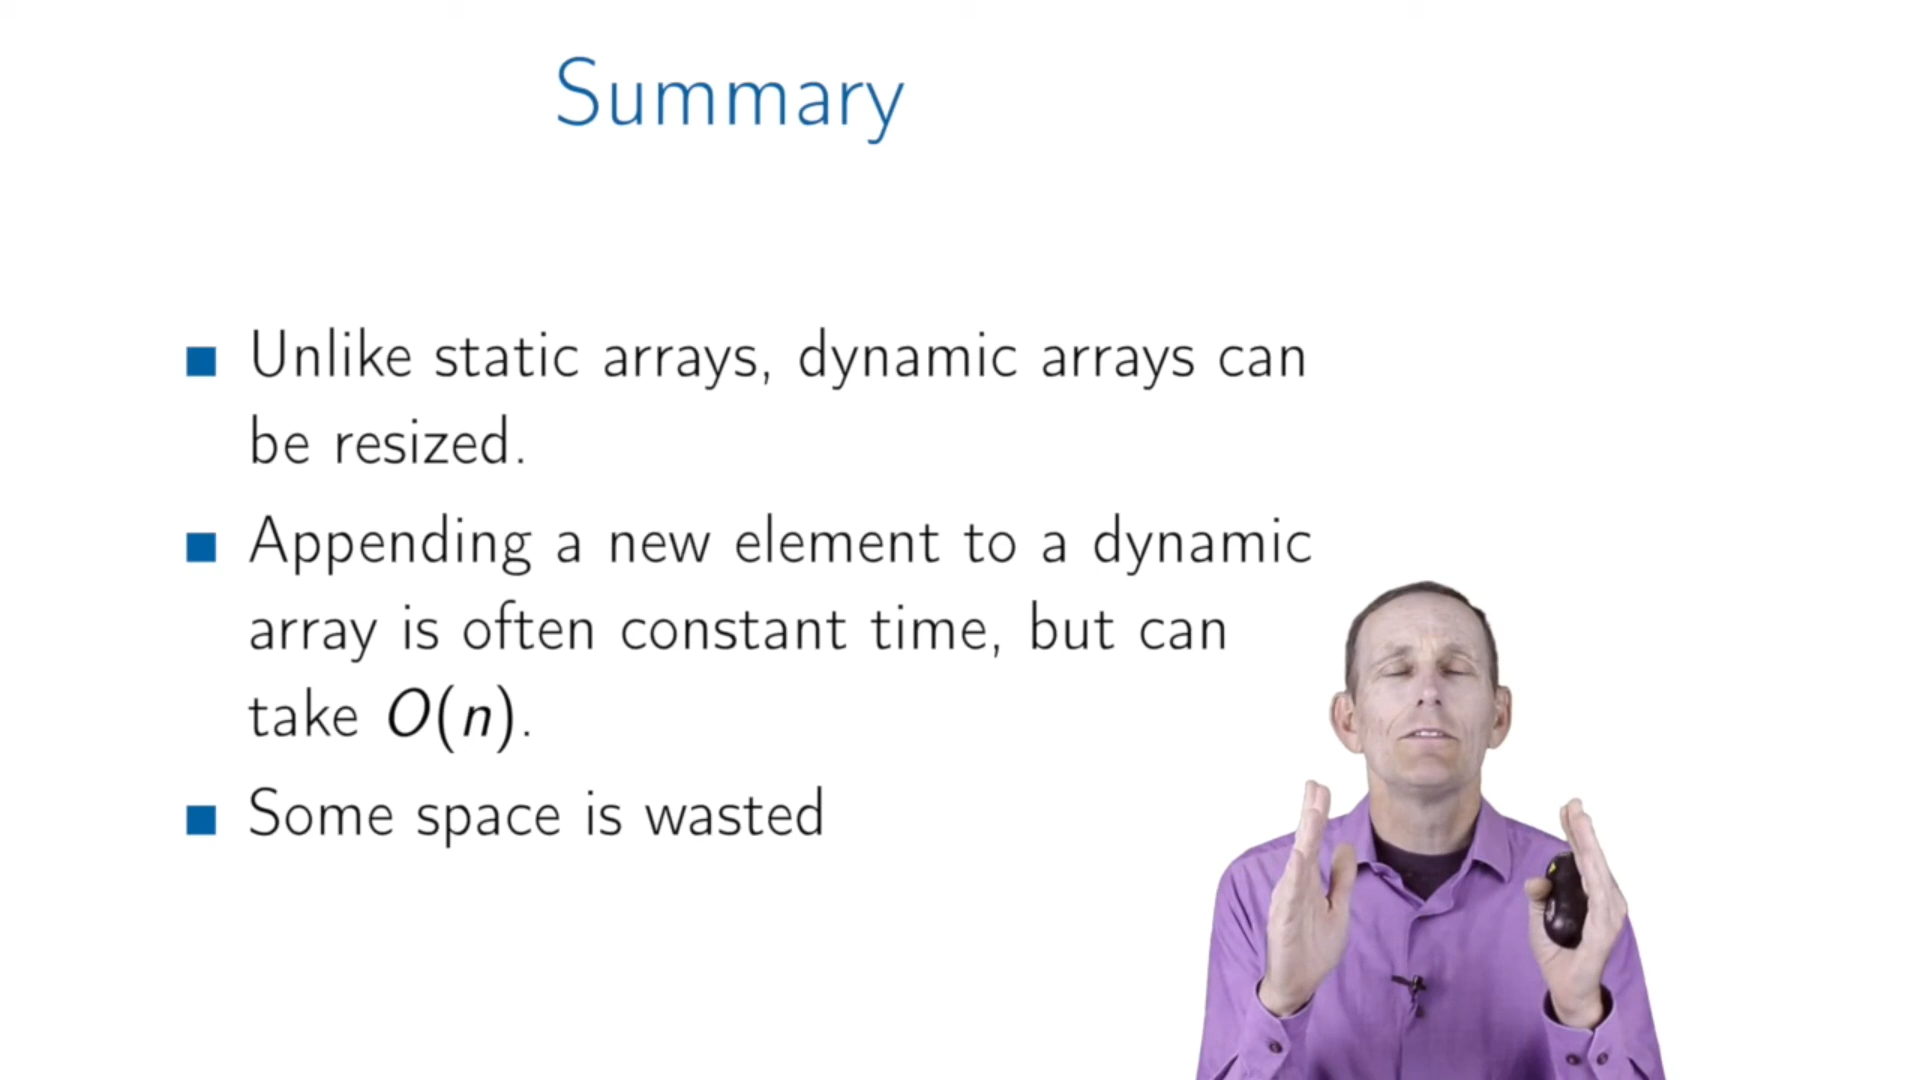 Summary
Unlike static arrays, dynamic arrays can
be resized.
Appending a new element to a dynamic
array is often constant time, but can
take O(n).
Some space is wasted